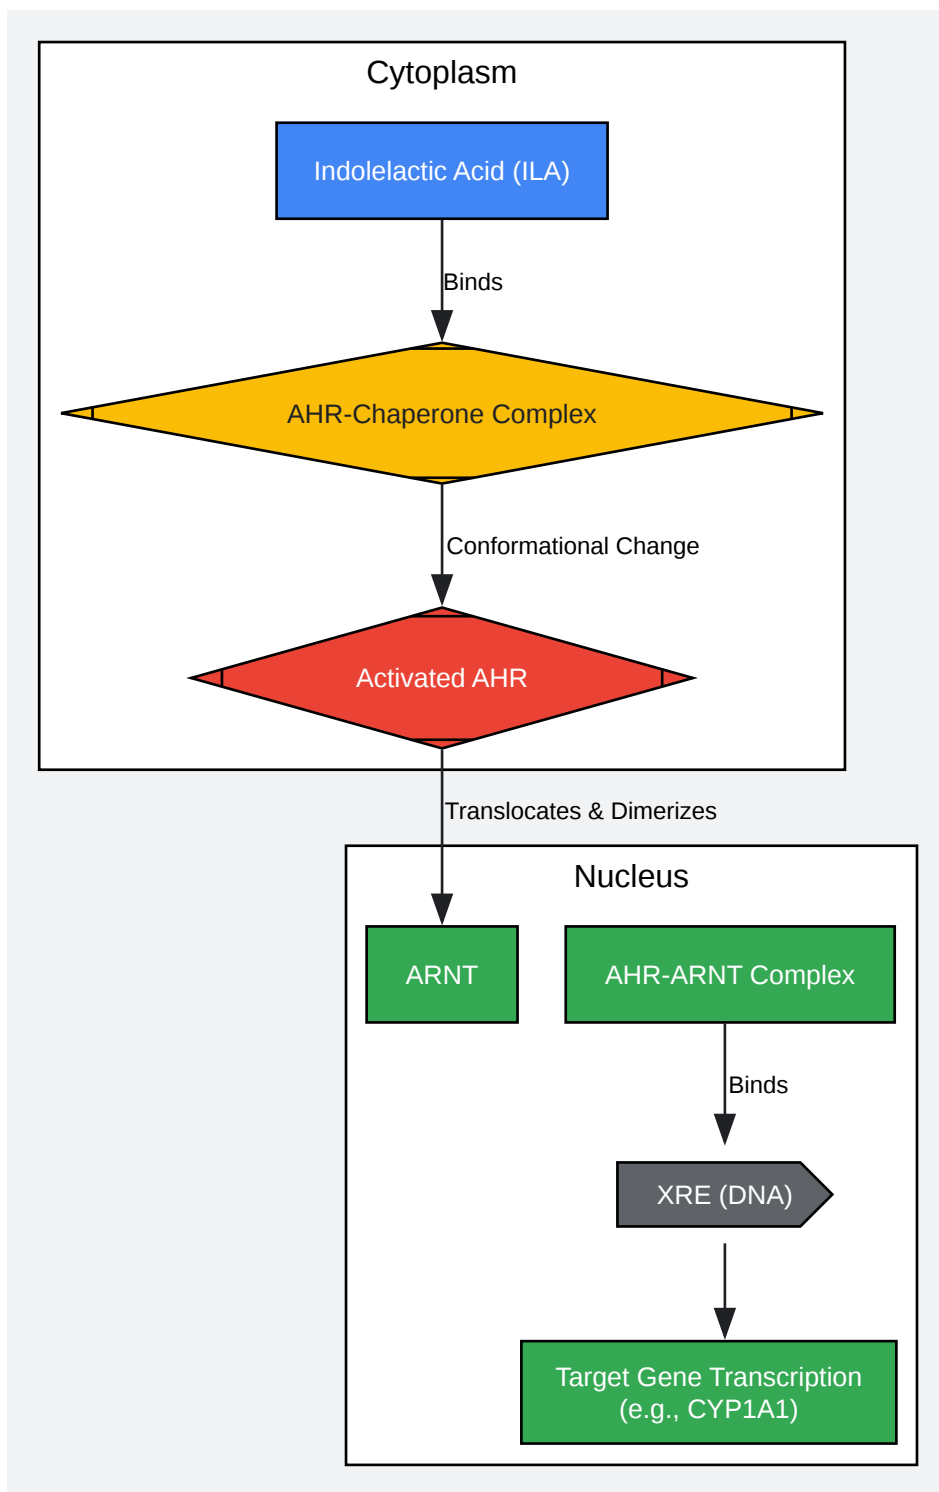 Cytoplasm
Indolelactic Acid (ILA)
Binds
AHR-Chaperone Complex
Conformational Change
Activated AHR
Translocates & Dimerizes
Nucleus
ARNT
AHR-ARNT Complex
Binds
XRE (DNA)
Target Gene Transcription
(e.g., CYP1A1)